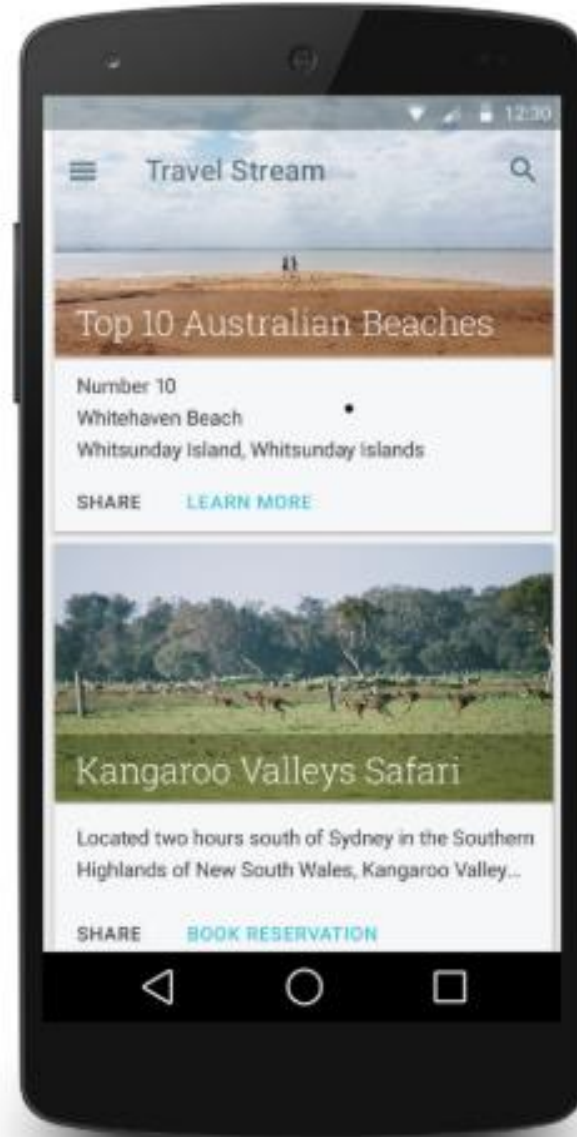 12:30
Travel Stream
Top 10 Australian Beaches
Number 10
Whitehaven Beach
Whitsunday Island, Whitsunday Islands
SHARE LEARN MORE
Kangaroo Valleys Safari
Located two hours south of Sydney in the Southern
Highlands of New South Wales, Kangaroo Valley...
SHARE BOOK RESERVATION